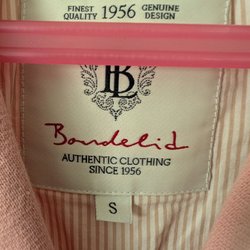 FINEST QUALITY 1956 GENUINE DESIGN
BL
Bondelid
AUTHENTIC CLOTHING
SINCE 1956
S